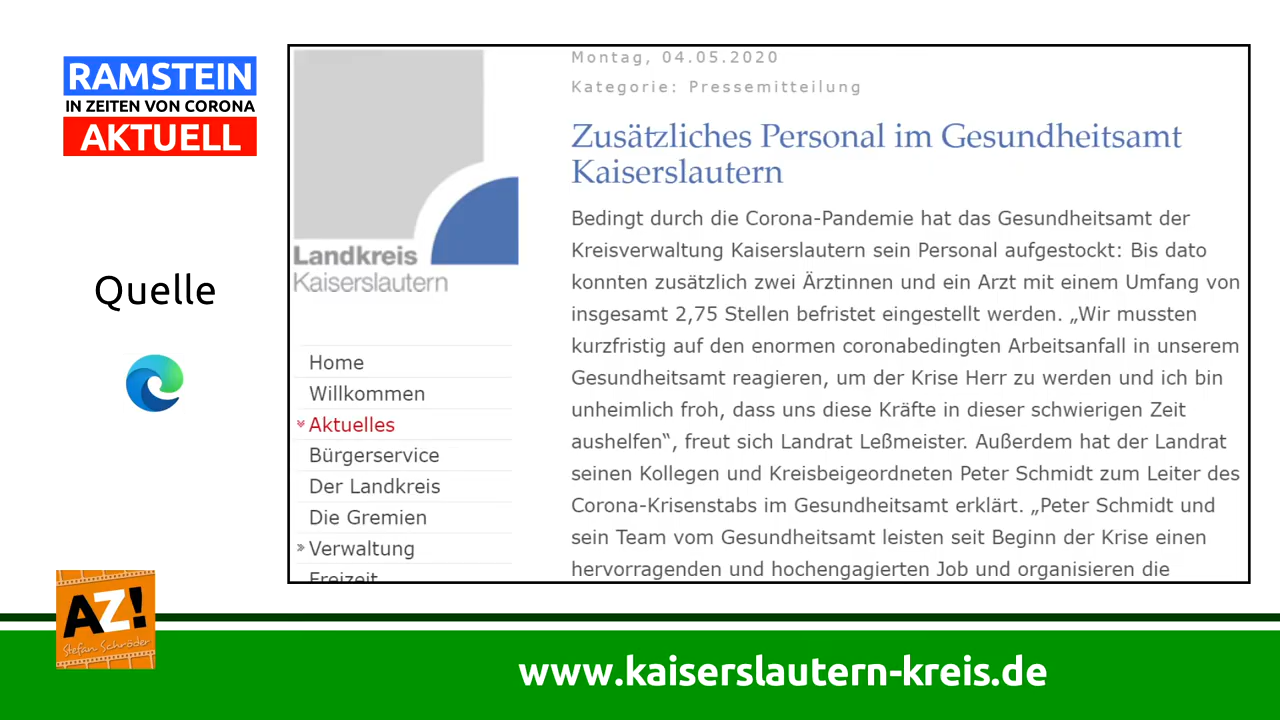 RAMSTEIN
IN ZEITEN VON CORONA
AKTUELL
Quelle
Landkreis
Kaiserslautern
Home
Willkommen
Aktuelles
Bürgerservice
Der Landkreis
Die Gremien
Verwaltung
Freizeit
Montag, 04.05.2020
Kategorie: Pressemitteilung
Zusätzliches Personal im Gesundheitsamt
Kaiserslautern
Bedingt durch die Corona-Pandemie hat das Gesundheitsamt der
Kreisverwaltung Kaiserslautern sein Personal aufgestockt: Bis dato
konnten zusätzlich zwei Ärztinnen und ein Arzt mit einem Umfang von
insgesamt 2,75 Stellen befristet eingestellt werden. „Wir mussten
kurzfristig auf den enormen coronabedingten Arbeitsanfall in unserem
Gesundheitsamt reagieren, um der Krise Herr zu werden und ich bin
unheimlich froh, dass uns diese Kräfte in dieser schwierigen Zeit
aushelfen“, freut sich Landrat Leßmeister. Außerdem hat der Landrat
seinen Kollegen und Kreisbeigeordneten Peter Schmidt zum Leiter des
Corona-Krisenstabs im Gesundheitsamt erklärt. „Peter Schmidt und
sein Team vom Gesundheitsamt leisten seit Beginn der Krise einen
hervorragenden und hochengagierten Job und organisieren die
AZ!
Stefan Schröder
www.kaiserslautern-kreis.de